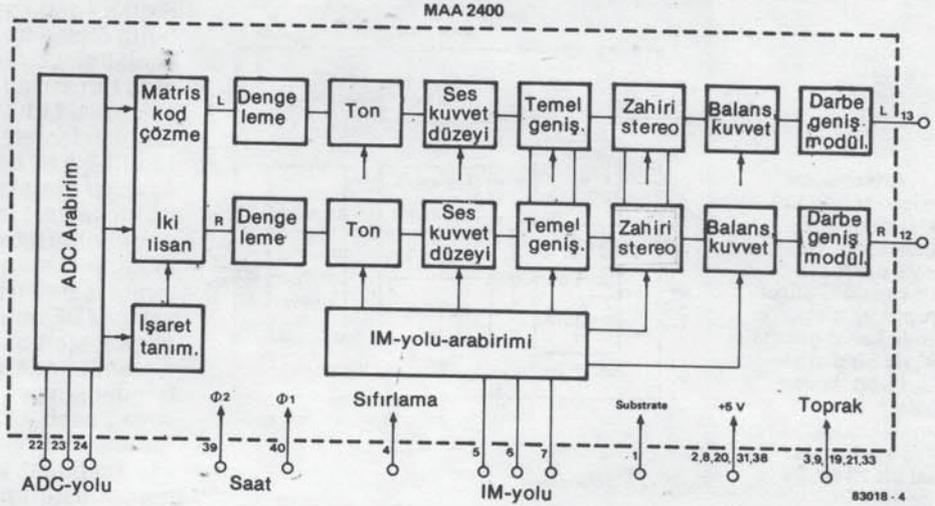 MAA 2400
ADC-Arabirim
Matris
kod
çözme
İki
lisan
İşaret
tanım.
L
Denge
leme
Ton
Ses
kuvvet
düzeyi
Temel
geniş.
Zahiri
stereo
Balans,
kuvvet
Darbe
geniş.
modül.
L
13
R
Denge
leme
Ton
Ses
kuvvet
düzeyi
Temel
geniş.
Zahiri
stereo
Balans,
kuvvet
Darbe
geniş
modül.
R
12
IM-yolu-arabirimi
Φ2
Φ1
Sıfırlama
Substrate
+5 V
Toprak
22
23
24
39
40
4
5
6
7
1
2,8,20, 31,38
3,9, 19,21,33
ADC-yolu
Saat
IM-yolu
83018 - 4